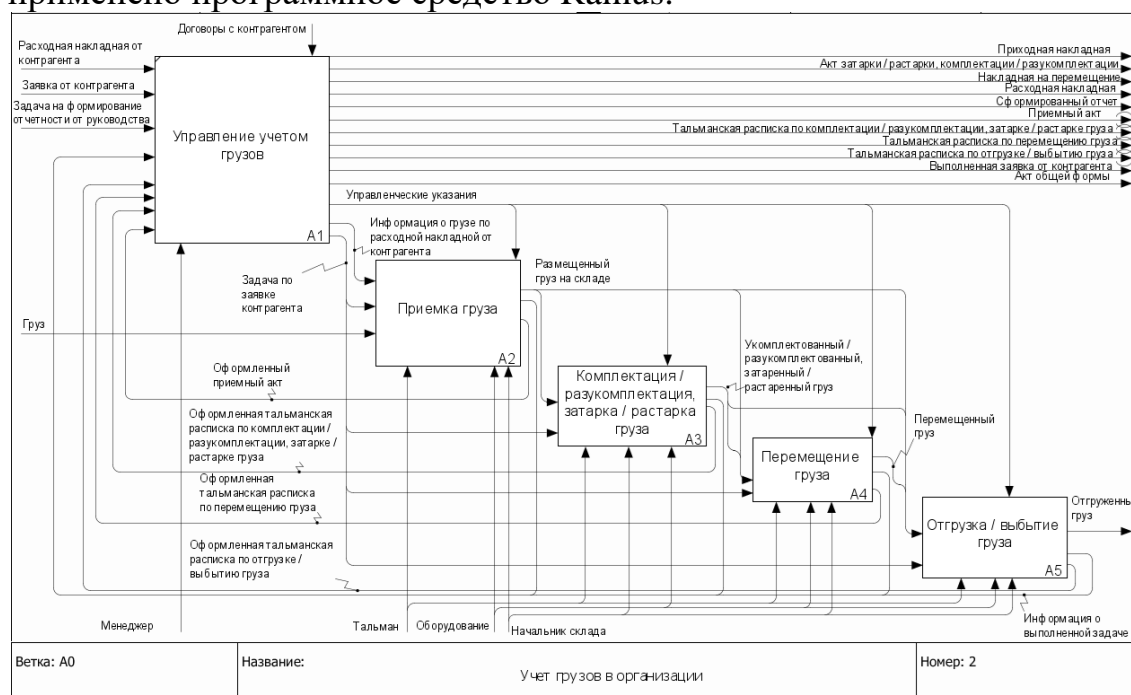 применено программное средство Ramus.
Договоры с контрагентом
Расходная накладная от
контрагента
Заявка от контрагента
Задача на формирование
отчетности от руководства
Управление учетом
грузов
A1
Приходная накладная
Акт затарки / растарки, комплектации / разукомплектации
Накладная на перемещение
Расходная накладная
Сформированный отчет
Приемный акт
Тальманская расписка по комплектации / разукомплектации, затарке / растарке груза
Тальманская расписка по перемещению груза
Тальманская расписка по отгрузке / выбытию груза
Выполненная заявка от контрагента
Акт общей формы
Управленческие указания
Информация о грузе по
расходной накладной от
контрагента
Задача по
заявке
контрагента
Размещенный
груз на складе
Груз
Приемка груза
A2
Оформленный
приемный акт
Комплектация /
разукомплектация,
затарка / растарка
груза
A3
Укомплектованный /
разукомплектованный,
затаренный /
растаренный груз
Оформленная тальманская
расписка по комплектации /
разукомплектации, затарке /
растарке груза
Перемещенный
груз
Перемещение
груза
A4
Оформленная
тальманская расписка
по перемещению груза
Отгрузка / выбытие
груза
A5
Отгруженны
груз
Оформленная тальманская
расписка по отгрузке /
выбытию груза
Менеджер
Тальман
Оборудование
Начальник склада
Информация о
выполненной задаче
Ветка: A0
Название:
Учет грузов в организации
Номер: 2